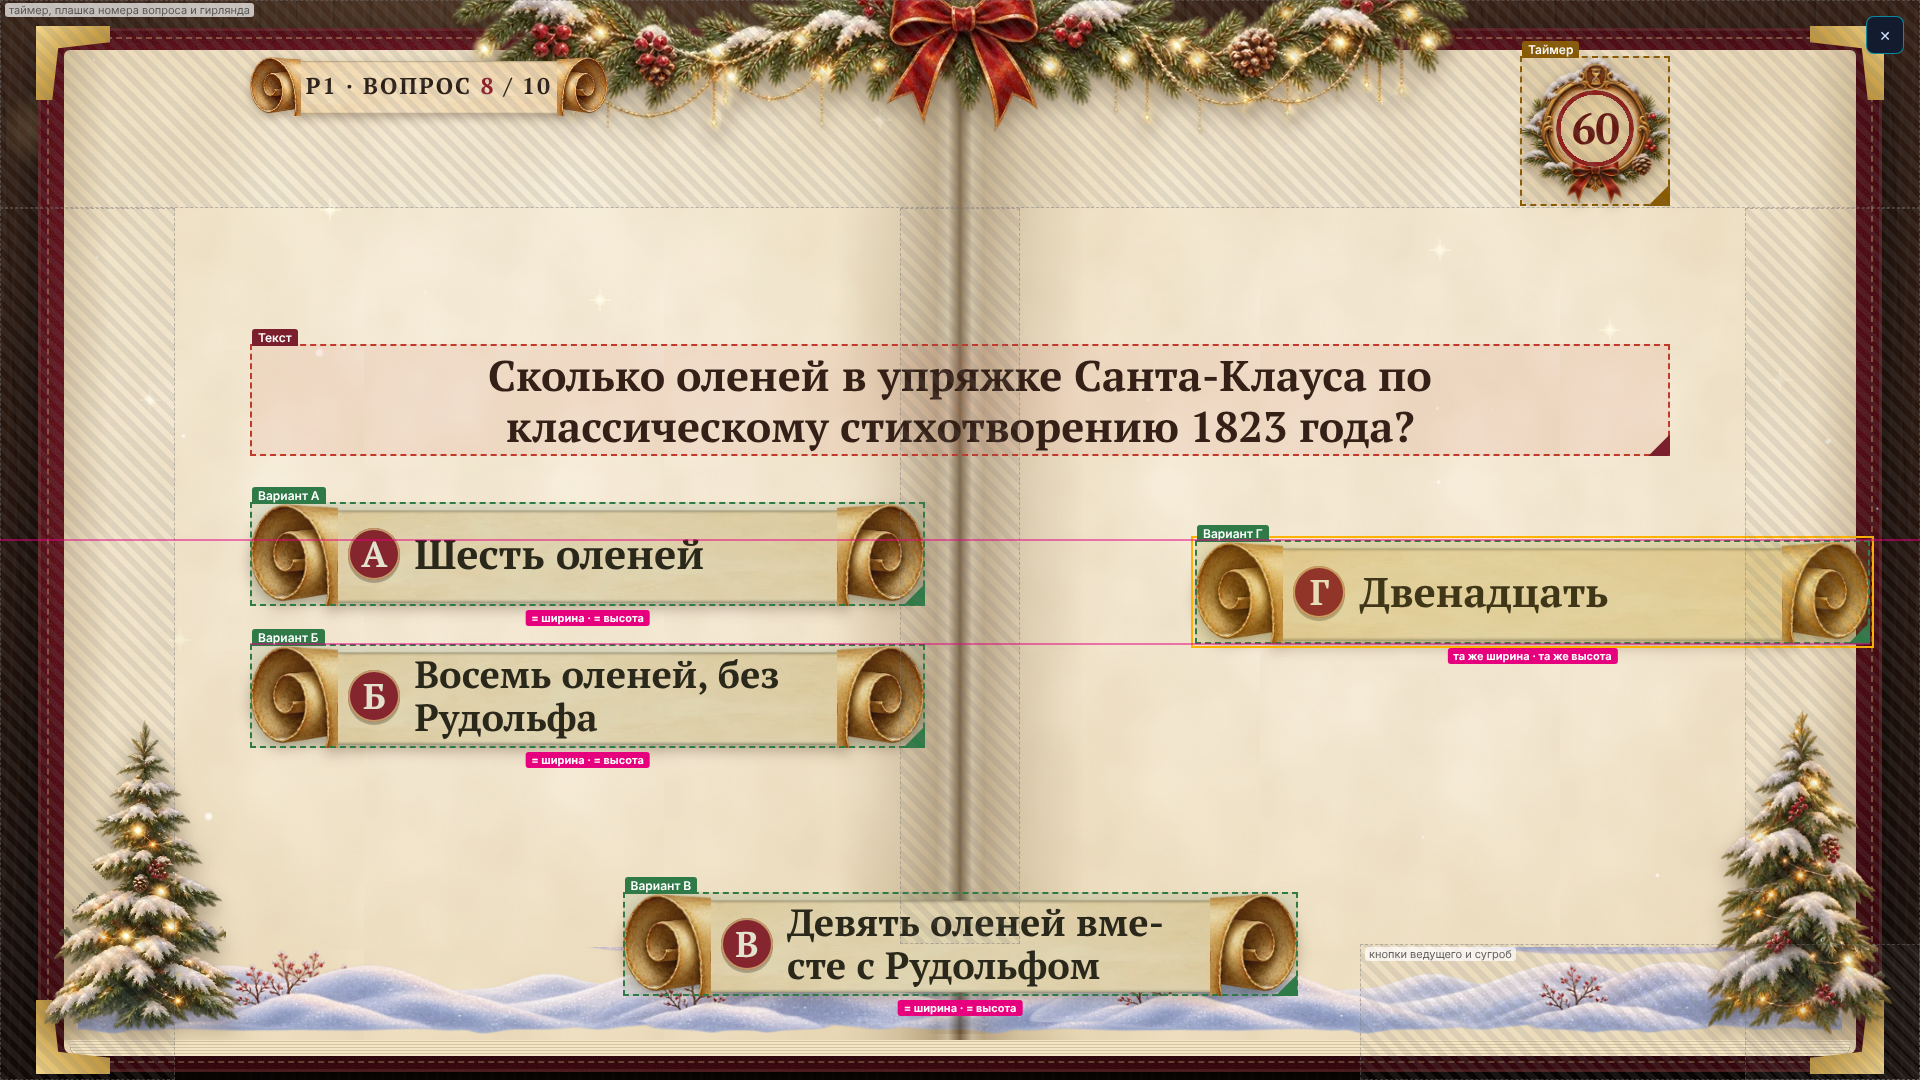 таймер, плашка номера вопроса и гирлянда
×
Р1 · ВОПРОС 8 / 10
Таймер
60
Текст
Сколько оленей в упряжке Санта-Клауса по
классическому стихотворению 1823 года?
Вариант А
А Шесть оленей
= ширина · = высота
Вариант Г
Г Двенадцать
та же ширина · та же высота
Вариант Б
Б Восемь оленей, без
Рудольфа
= ширина · = высота
Вариант В
В Девять оленей вме-
сте с Рудольфом
= ширина · = высота
кнопки ведущего и сугроб